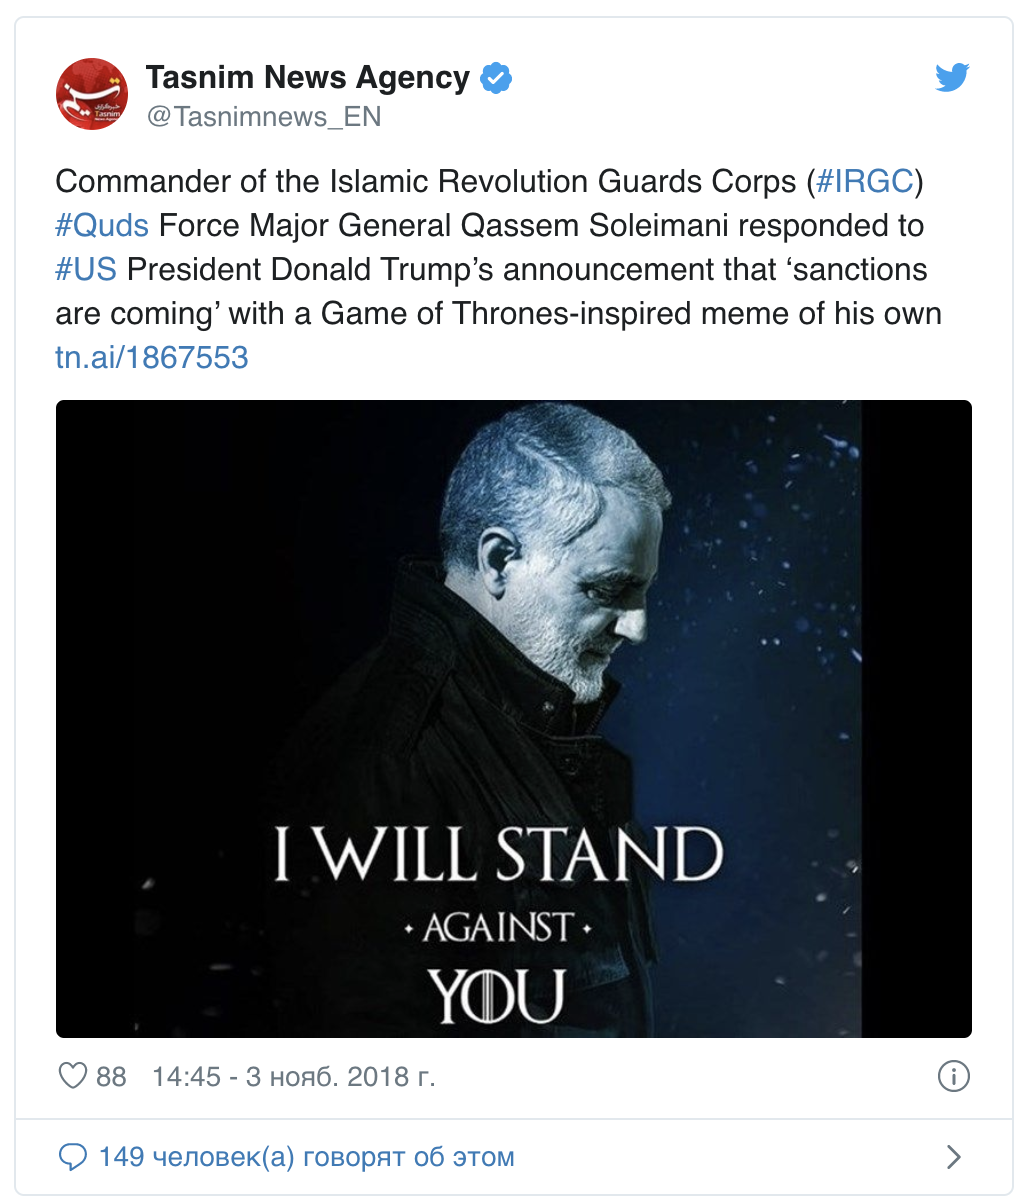 Tasnim News Agency
@Tasnimnews_EN
Commander of the Islamic Revolution Guards Corps (#IRGC)
#Quds Force Major General Qassem Soleimani responded to
#US President Donald Trump’s announcement that ‘sanctions
are coming’ with a Game of Thrones-inspired meme of his own
tn.ai/1867553
I WILL STAND
· AGAINST ·
YOU
88 14:45 - 3 нояб. 2018 г.
149 человек(а) говорят об этом